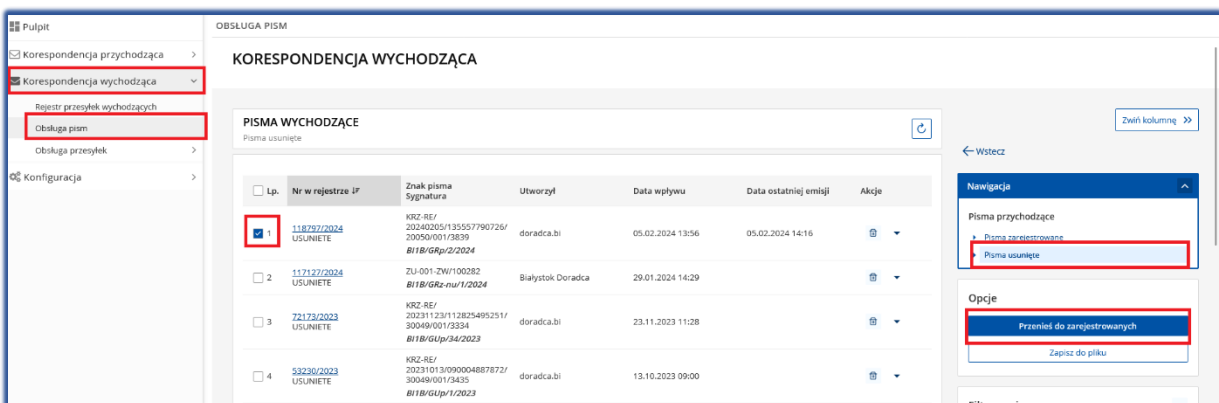 Pulpit
Korespondencja przychodząca
Korespondencja wychodząca
Rejestr przesyłek wychodzących
Obsługa pism
Obsługa przesyłek
Konfiguracja
OBSŁUGA PISM
KORESPONDENCJA WYCHODZĄCA
PISMA WYCHODZĄCE
Pisma usunięte
Lp. Nr w rejestrze Znak pisma Utworzył Data wpływu Data ostatniej emisji Akcje
Sygnatura
KRZ-RE/
1 118797/2024 20240205/135557790726/ doradca.bi 05.02.2024 13:56 05.02.2024 14:16
USUNIETE 20050/001/3839
BI1B/GRp/2/2024
2 117127/2024 ZU-001-ZW/100282 Białystok Doradca 29.01.2024 14:29
USUNIETE BI1B/GRz-nu/1/2024
KRZ-RE/
3 72173/2023 20231123/112825495251/ doradca.bi 23.11.2023 11:28
USUNIETE 30049/001/3334
BI1B/GUp/34/2023
KRZ-RE/
4 53230/2023 20231013/090004887872/ doradca.bi 13.10.2023 09:00
USUNIETE 30049/001/3435
BI1B/GUp/1/2023
Zwiń kolumnę
Wstecz
Nawigacja
Pisma przychodzące
Pisma zarejestrowane
Pisma usunięte
Opcje
Przenieś do zarejestrowanych
Zapisz do pliku